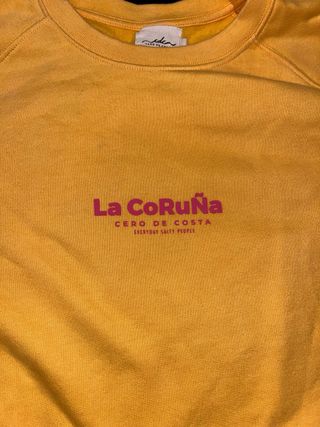 La CoRuÑa
CERO DE COSTA
EVERYDAY SALTY PEOPLE